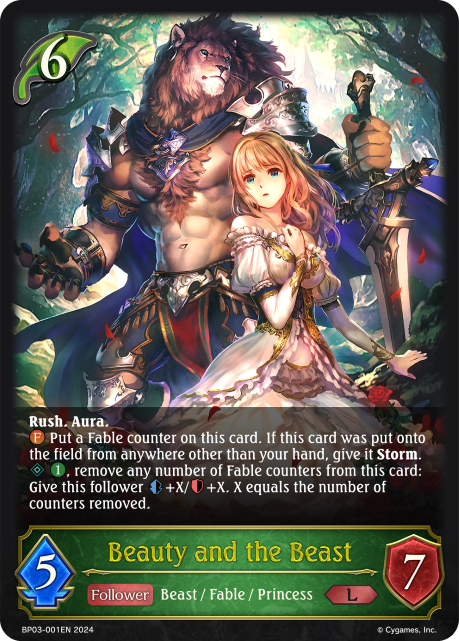 6
Rush. Aura.
F Put a Fable counter on this card. If this card was put onto
the field from anywhere other than your hand, give it Storm.
1, remove any number of Fable counters from this card:
Give this follower +X/ +X. X equals the number of
counters removed.
Beauty and the Beast
5
Follower Beast / Fable / Princess L
7
BP03-001EN 2024 © Cygames, Inc.